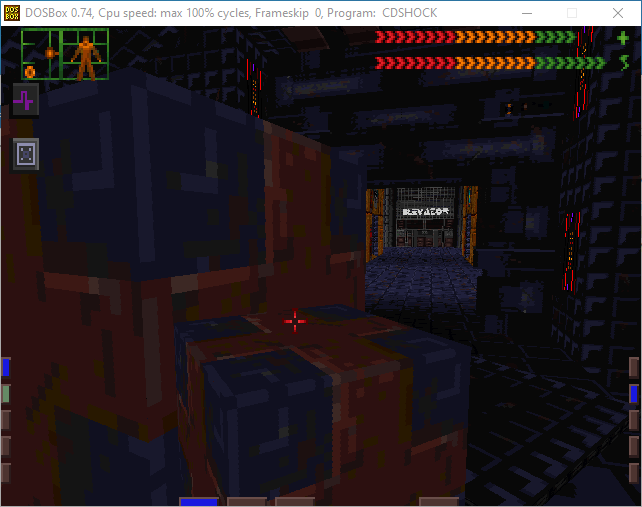 DOSBox 0.74, Cpu speed: max 100% cycles, Frameskip 0, Program: CDSHOCK
ELEVATOR